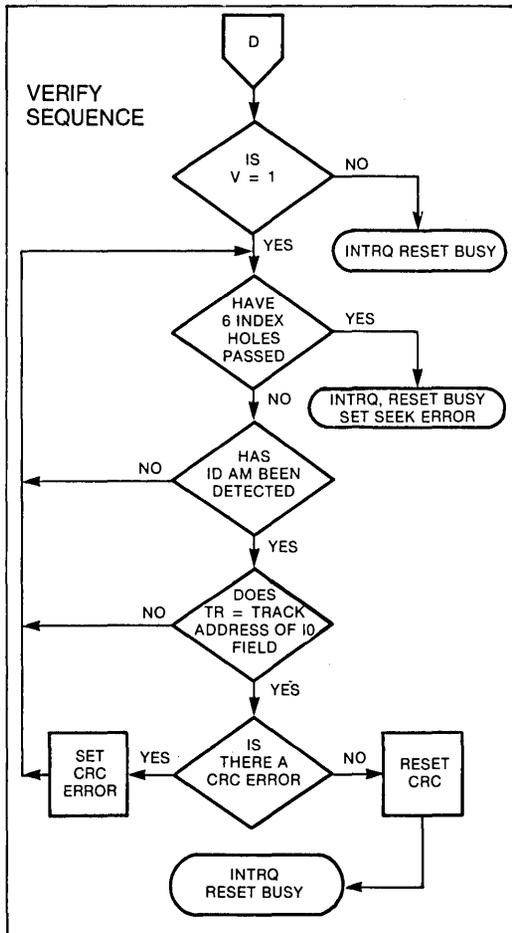 D
VERIFY
SEQUENCE
IS
V = 1
NO
INTRQ RESET BUSY
YES
HAVE
6 INDEX
HOLES
PASSED
YES
INTRQ, RESET BUSY
SET SEEK ERROR
NO
HAS
ID AM BEEN
DETECTED
NO
YES
DOES
TR = TRACK
ADDRESS OF I0
FIELD
NO
YES
IS
THERE A
CRC ERROR
YES
SET
CRC
ERROR
NO
RESET
CRC
INTRQ
RESET BUSY